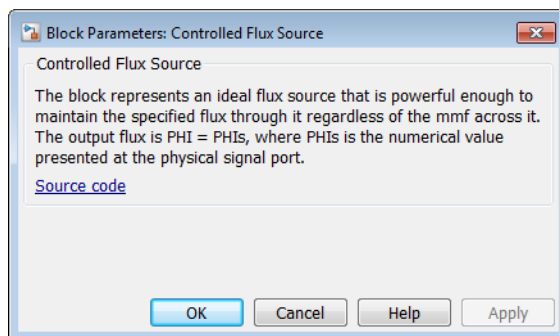 Block Parameters: Controlled Flux Source
Controlled Flux Source
The block represents an ideal flux source that is powerful enough to
maintain the specified flux through it regardless of the mmf across it.
The output flux is PHI = PHIs, where PHIs is the numerical value
presented at the physical signal port.
Source code
OK Cancel Help Apply